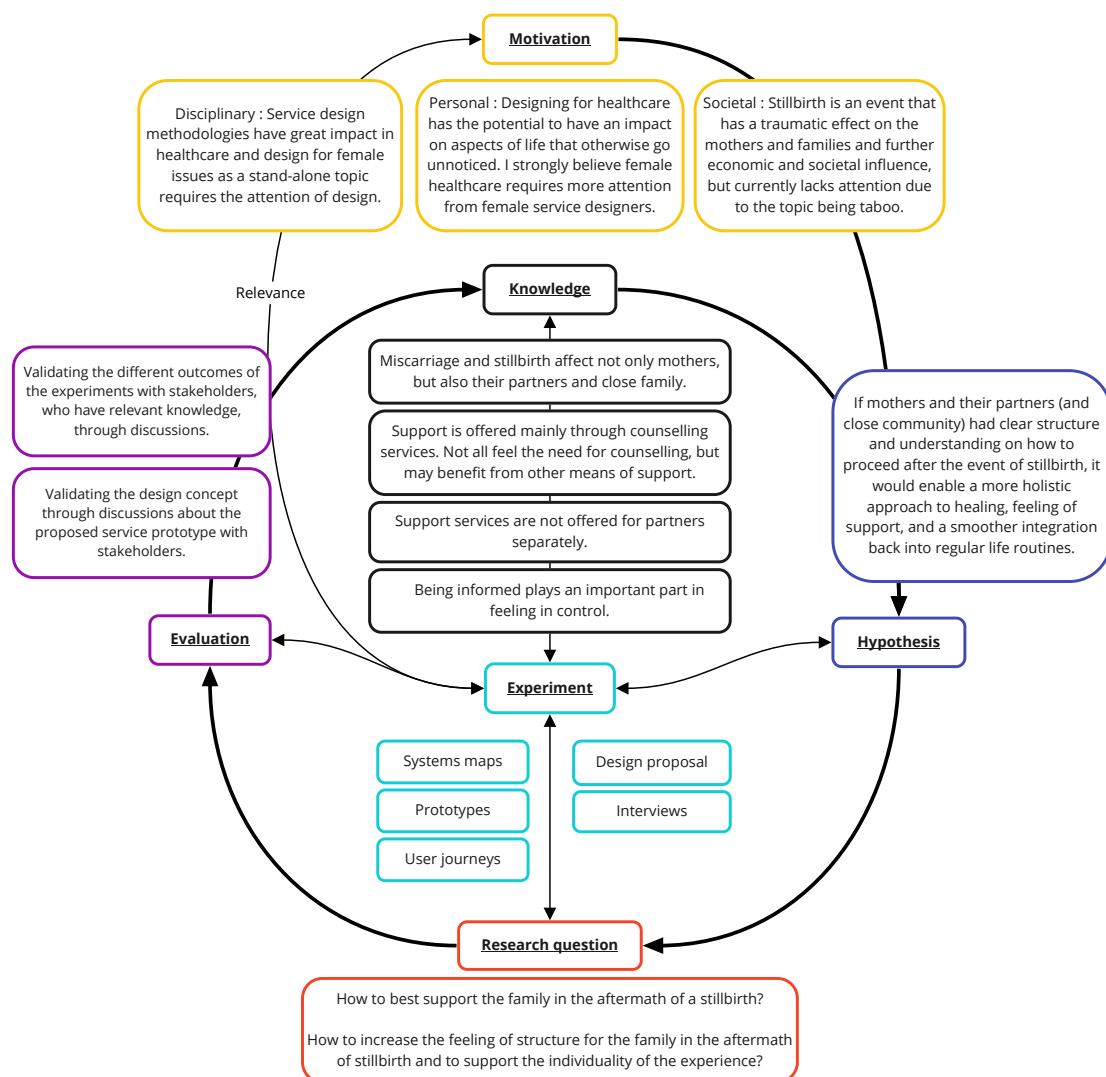 Motivation
Disciplinary : Service design
methodologies have great impact in
healthcare and design for female
issues as a stand-alone topic
requires the attention of design.
Personal : Designing for healthcare
has the potential to have an impact
on aspects of life that otherwise go
unnoticed. I strongly believe female
healthcare requires more attention
from female service designers.
Societal : Stillbirth is an event that
has a traumatic effect on the
mothers and families and further
economic and societal influence,
but currently lacks attention due
to the topic being taboo.
Relevance
Knowledge
Miscarriage and stillbirth affect not only mothers,
but also their partners and close family.
Support is offered mainly through counselling
services. Not all feel the need for counselling, but
may benefit from other means of support.
Support services are not offered for partners
separately.
Being informed plays an important part in
feeling in control.
Validating the different outcomes of
the experiments with stakeholders,
who have relevant knowledge,
through discussions.
Validating the design concept
through discussions about the
proposed service prototype with
stakeholders.
If mothers and their partners (and
close community) had clear structure
and understanding on how to
proceed after the event of stillbirth, it
would enable a more holistic
approach to healing, feeling of
support, and a smoother integration
back into regular life routines.
Evaluation
Experiment
Hypothesis
Systems maps
Prototypes
User journeys
Design proposal
Interviews
Research question
How to best support the family in the aftermath of a stillbirth?
How to increase the feeling of structure for the family in the aftermath
of stillbirth and to support the individuality of the experience?